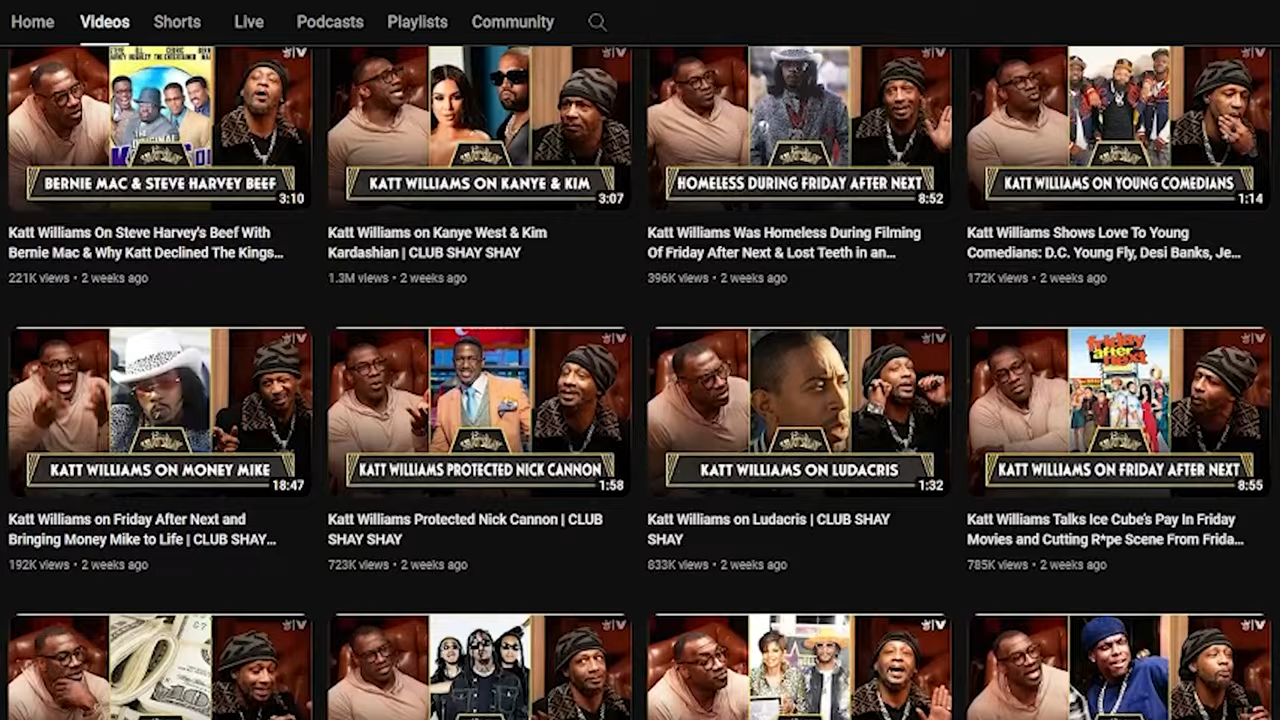 Home Videos Shorts Live Podcasts Playlists Community
THE
ORIGINAL
BERNIE MAC & STEVE HARVEY BEEF
3:10
KATT WILLIAMS ON KANYE & KIM
3:07
HOMELESS DURING FRIDAY AFTER NEXT
8:52
KATT WILLIAMS ON YOUNG COMEDIANS
1:14
Katt Williams On Steve Harvey's Beef With
Bernie Mac & Why Katt Declined The Kings...
221K views • 2 weeks ago
Katt Williams on Kanye West & Kim
Kardashian | CLUB SHAY SHAY
1.3M views • 2 weeks ago
Katt Williams Was Homeless During Filming
Of Friday After Next & Lost Teeth in an...
396K views • 2 weeks ago
Katt Williams Shows Love To Young
Comedians: D.C. Young Fly, Desi Banks, Je...
172K views • 2 weeks ago
KATT WILLIAMS ON MONEY MIKE
18:47
KATT WILLIAMS PROTECTED NICK CANNON
1:58
KATT WILLIAMS ON LUDACRIS
1:32
friday
after
next
KATT WILLIAMS ON FRIDAY AFTER NEXT
8:55
Katt Williams on Friday After Next and
Bringing Money Mike to Life | CLUB SHAY...
192K views • 2 weeks ago
Katt Williams Protected Nick Cannon | CLUB
SHAY SHAY
723K views • 2 weeks ago
Katt Williams on Ludacris | CLUB SHAY
SHAY
833K views • 2 weeks ago
Katt Williams Talks Ice Cube's Pay In Friday
Movies and Cutting R*pe Scene From Frida...
785K views • 2 weeks ago